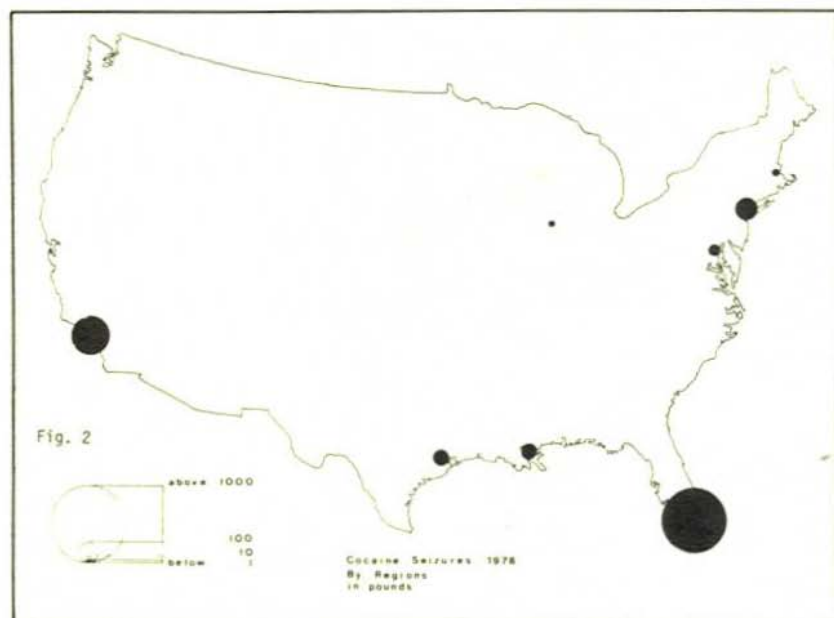 Fig. 2
above 1000
100
10
below 1
Cocaine Seizures 1978
By Regions
in pounds